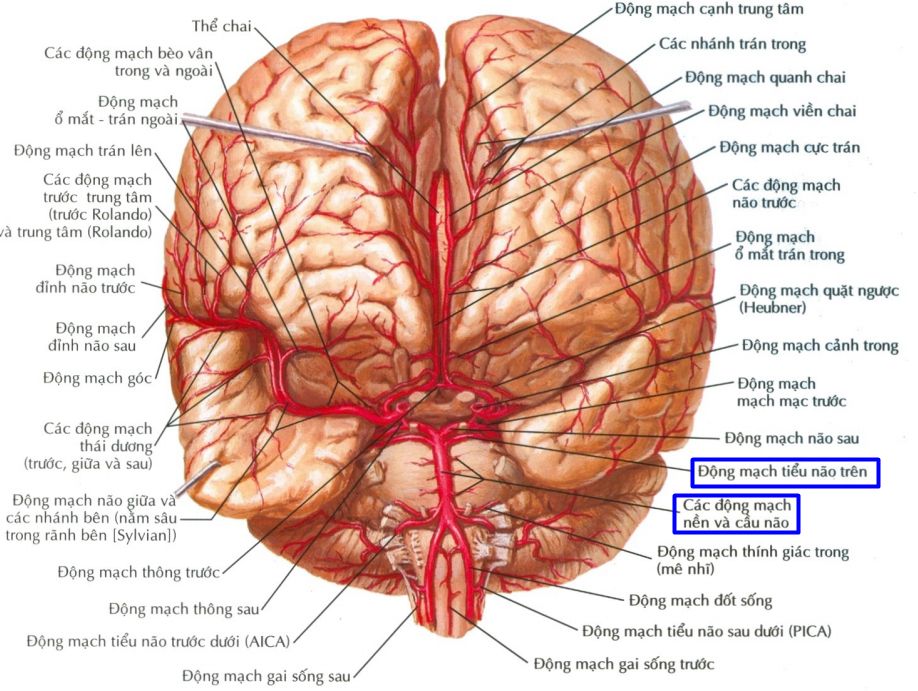 Thể chai
Các động mạch bèo vân
trong và ngoài
Động mạch
ổ mắt - trán ngoài
Động mạch trán lên
Các động mạch
trước trung tâm
(trước Rolando)
và trung tâm (Rolando)
Động mạch
đỉnh não trước
Động mạch
đỉnh não sau
Động mạch góc
Các động mạch
thái dương
(trước, giữa và sau)
Động mạch não giữa và
các nhánh bên (nằm sâu
trong rãnh bên [Sylvian])
Động mạch thông trước
Động mạch thông sau
Động mạch tiểu não trước dưới (AICA)
Động mạch gai sống sau
Động mạch cạnh trung tâm
Các nhánh trán trong
Động mạch quanh chai
Động mạch viền chai
Động mạch cực trán
Các động mạch
não trước
Động mạch
ổ mắt trán trong
Động mạch quặt ngược
(Heubner)
Động mạch cảnh trong
Động mạch
mạch mạc trước
Động mạch não sau
Động mạch tiểu não trên
Các động mạch
nền và cầu não
Động mạch thính giác trong
(mê nhĩ)
Động mạch đốt sống
Động mạch tiểu não sau dưới (PICA)
Động mạch gai sống trước